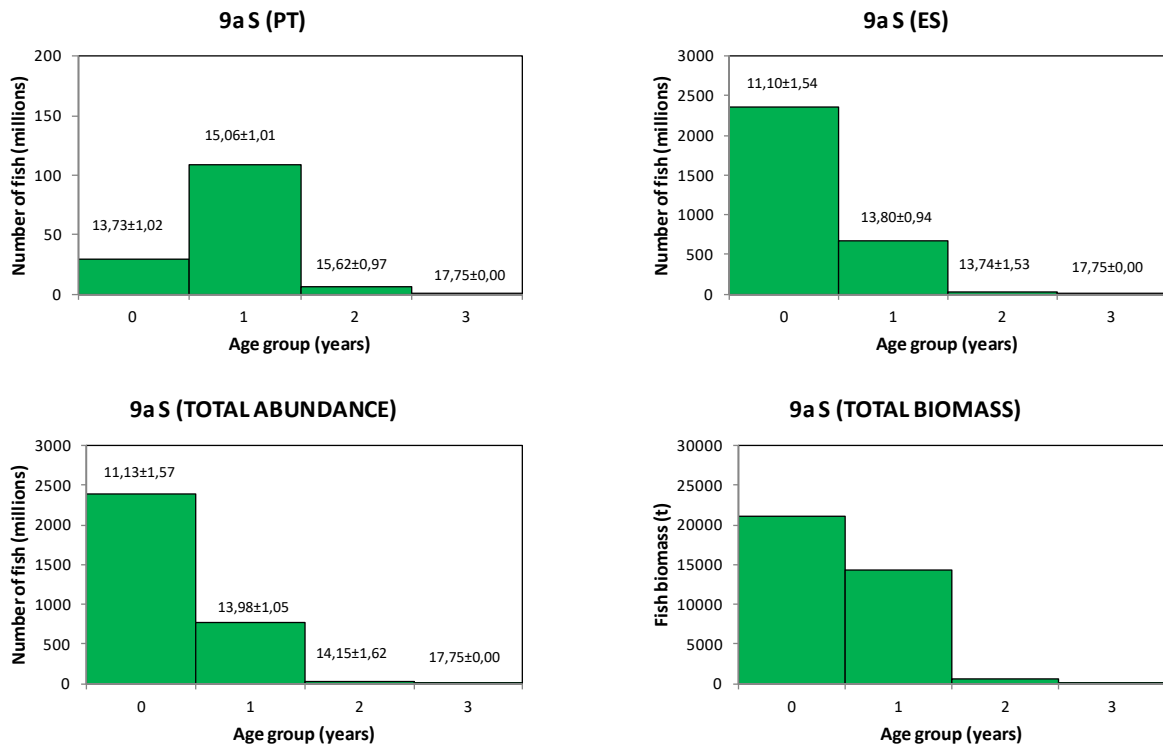 9a S (PT)
Number of fish (millions)
200
150
100
50
0
13,73±1,02
15,06±1,01
15,62±0,97
17,75±0,00
0 1 2 3
Age group (years)
9a S (ES)
Number of fish (millions)
3000
2500
2000
1500
1000
500
0
11,10±1,54
13,80±0,94
13,74±1,53
17,75±0,00
0 1 2 3
Age group (years)
9a S (TOTAL ABUNDANCE)
Number of fish (millions)
3000
2500
2000
1500
1000
500
0
11,13±1,57
13,98±1,05
14,15±1,62
17,75±0,00
0 1 2 3
Age group (years)
9a S (TOTAL BIOMASS)
Fish biomass (t)
30000
25000
20000
15000
10000
5000
0
0 1 2 3
Age group (years)